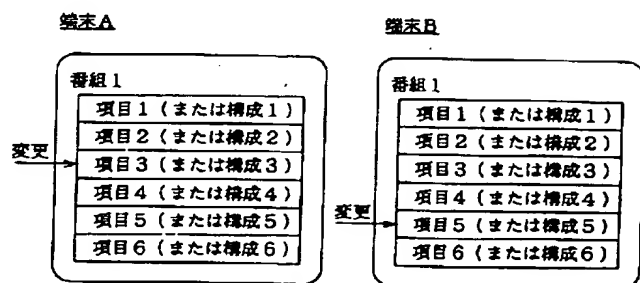 端末A
番組1
項目1(または構成1)
項目2(または構成2)
変更
項目3(または構成3)
項目4(または構成4)
項目5(または構成5)
項目6(または構成6)
端末B
番組1
項目1(または構成1)
項目2(または構成2)
項目3(または構成3)
項目4(または構成4)
変更
項目5(または構成5)
項目6(または構成6)